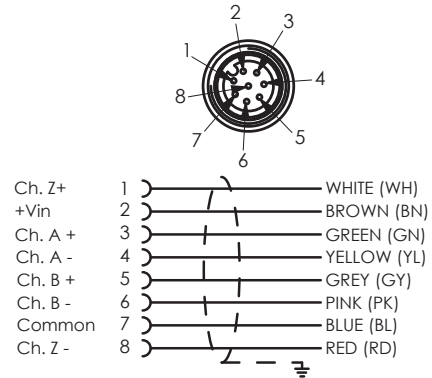 2
3
1
4
8
7
5
6
Ch. Z+ 1 WHITE (WH)
+Vin 2 BROWN (BN)
Ch. A + 3 GREEN (GN)
Ch. A - 4 YELLOW (YL)
Ch. B + 5 GREY (GY)
Ch. B - 6 PINK (PK)
Common 7 BLUE (BL)
Ch. Z - 8 RED (RD)